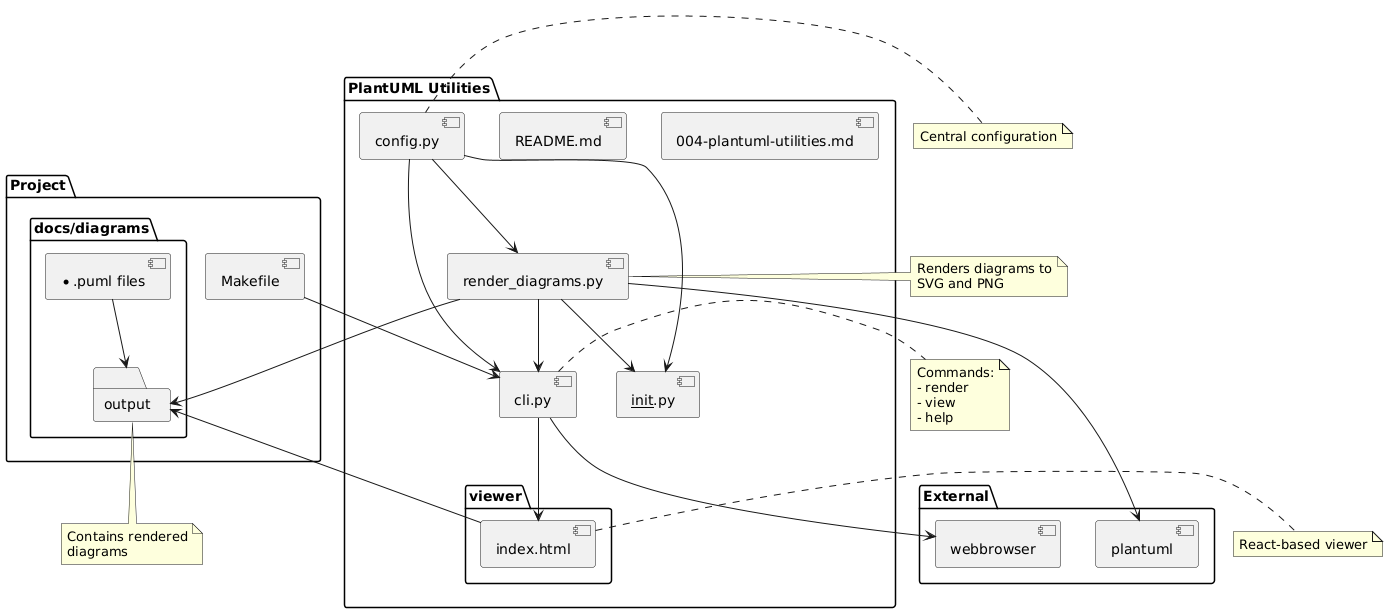 PlantUML Utilities
config.py
README.md
004-plantuml-utilities.md
Central configuration
Project
docs/diagrams
• .puml files
Makefile
render_diagrams.py
Renders diagrams to
SVG and PNG
output
cli.py
init.py
Commands:
- render
- view
- help
viewer
index.html
External
webbrowser
plantuml
React-based viewer
Contains rendered
diagrams